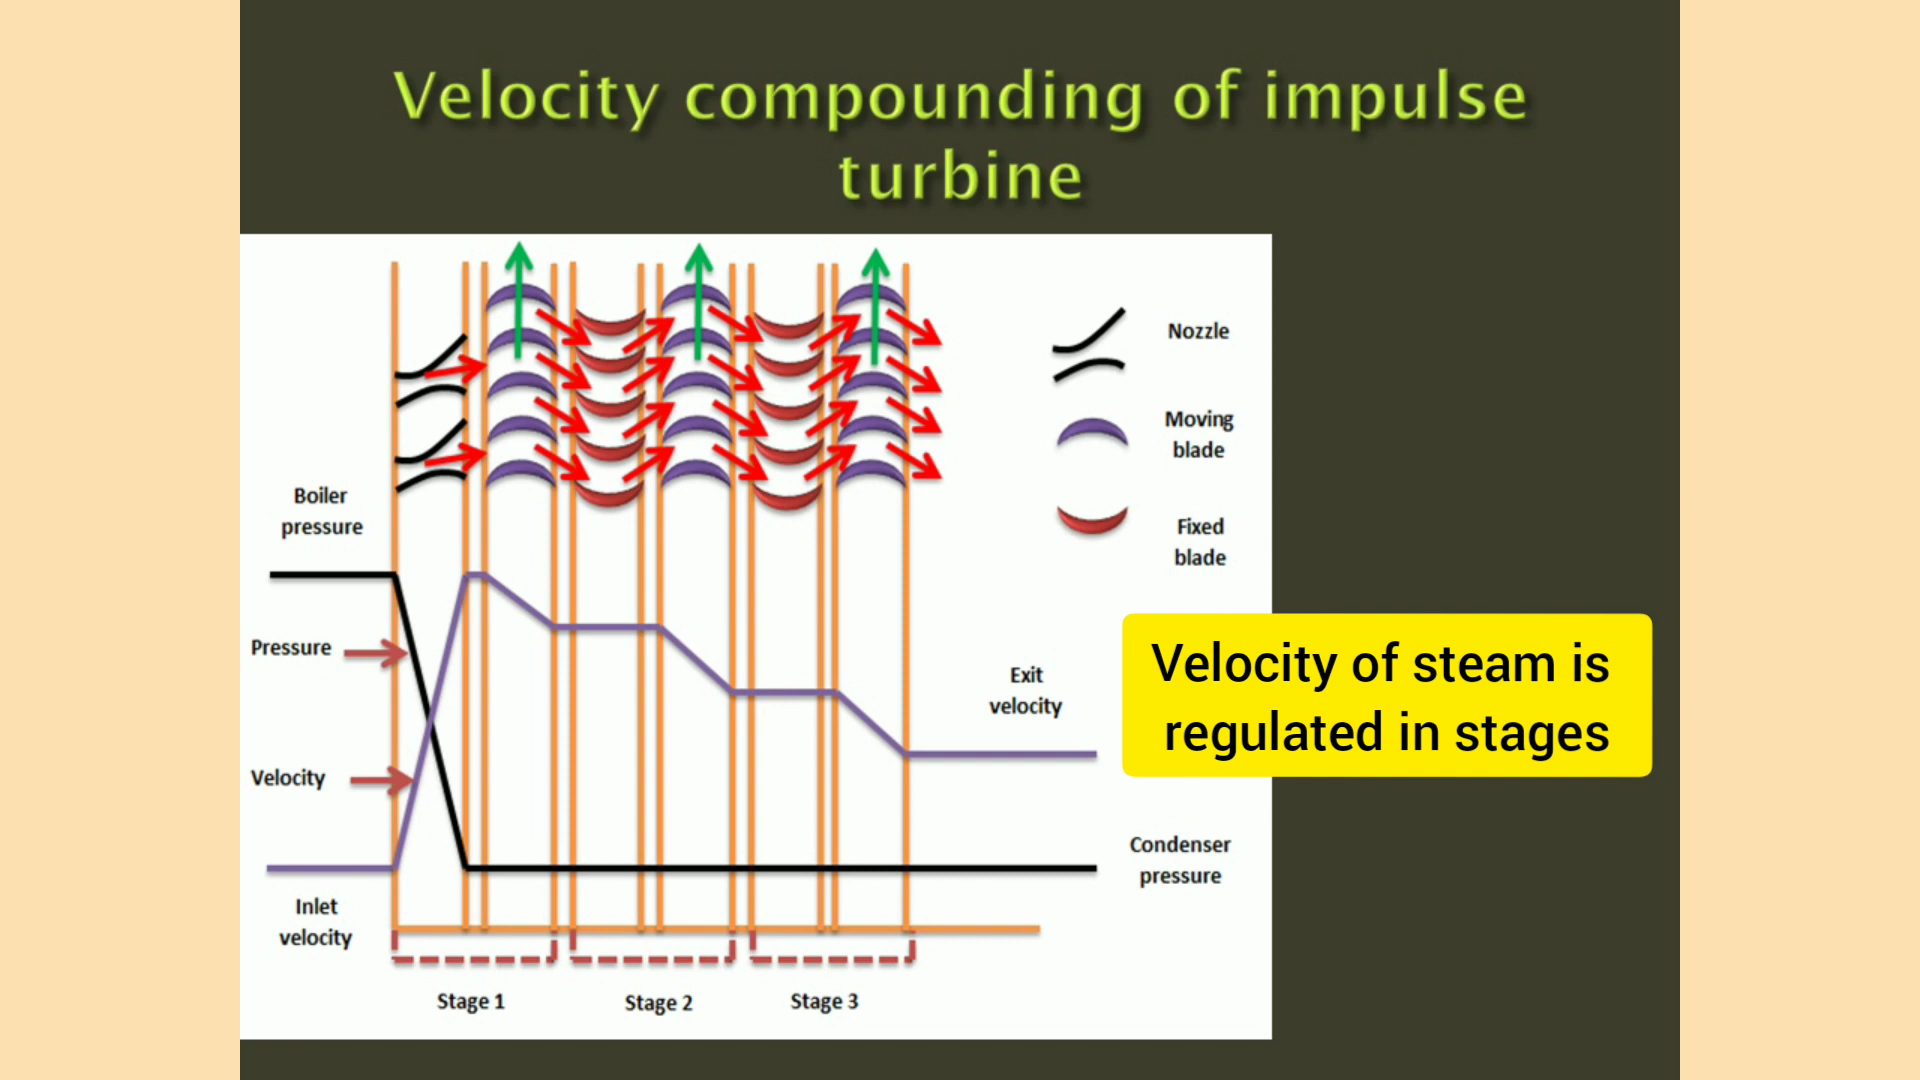 Velocity compounding of impulse
turbine
Nozzle
Moving
blade
Fixed
blade
Boiler
pressure
Pressure
Velocity
Inlet
velocity
Exit
velocity
Velocity of steam is
regulated in stages
Condenser
pressure
Stage 1
Stage 2
Stage 3